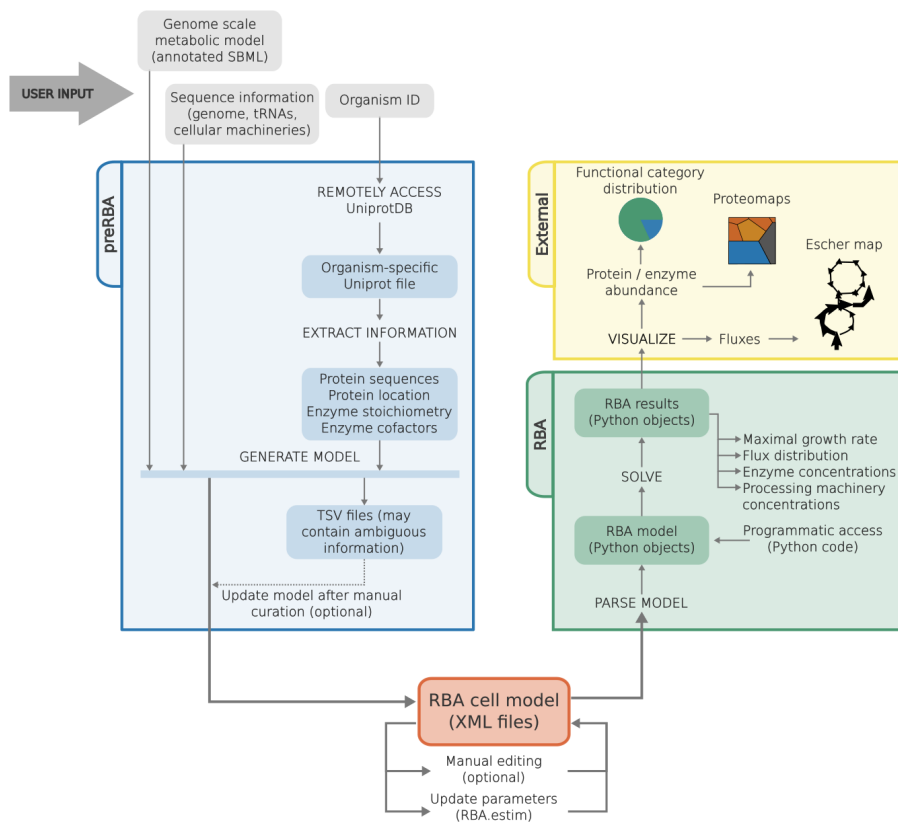 Genome scale
metabolic model
(annotated SBML)
USER INPUT
Sequence information
(genome, tRNAs,
cellular machineries)
Organism ID
preRBA
REMOTELY ACCESS
UniprotDB
Organism-specific
Uniprot file
EXTRACT INFORMATION
Protein sequences
Protein location
Enzyme stoichiometry
Enzyme cofactors
GENERATE MODEL
TSV files (may
contain ambiguous
information)
Update model after manual
curation (optional)
External
Functional category
distribution
Proteomaps
Escher map
Protein / enzyme
abundance
VISUALIZE
Fluxes
RBA
RBA results
(Python objects)
Maximal growth rate
Flux distribution
Enzyme concentrations
Processing machinery
concentrations
SOLVE
RBA model
(Python objects)
Programmatic access
(Python code)
PARSE MODEL
RBA cell model
(XML files)
Manual editing
(optional)
Update parameters
(RBA.estim)